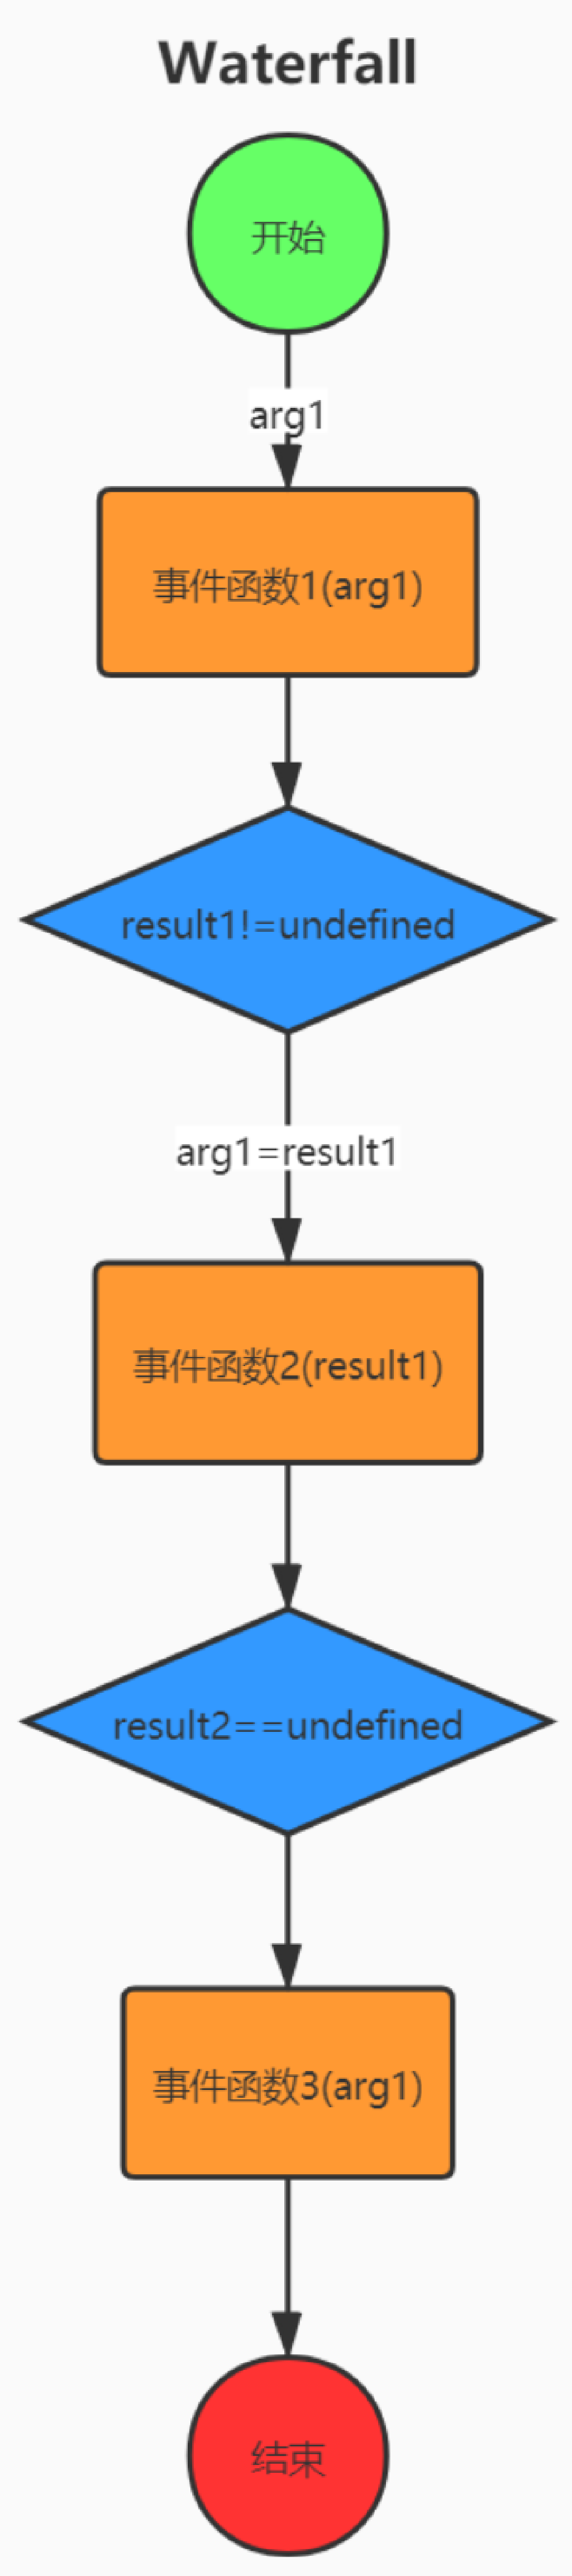 Waterfall
开始
arg1
事件函数1(arg1)
result1!=undefined
arg1=result1
事件函数2(result1)
result2==undefined
事件函数3(arg1)
结束